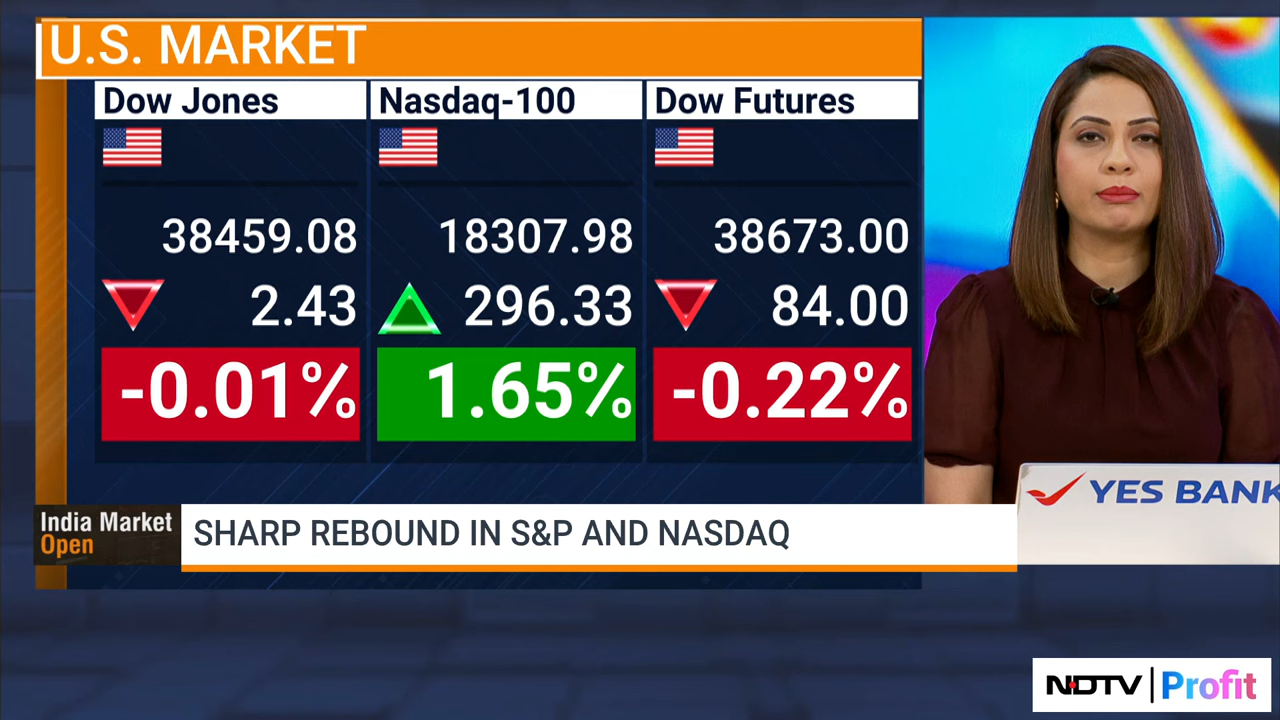 U.S. MARKET
Dow Jones
Nasdaq-100
Dow Futures
38459.08
18307.98
38673.00
2.43
296.33
84.00
-0.01%
1.65%
-0.22%
India Market
Open
SHARP REBOUND IN S&P AND NASDAQ
YES BANK
NDTV | Profit